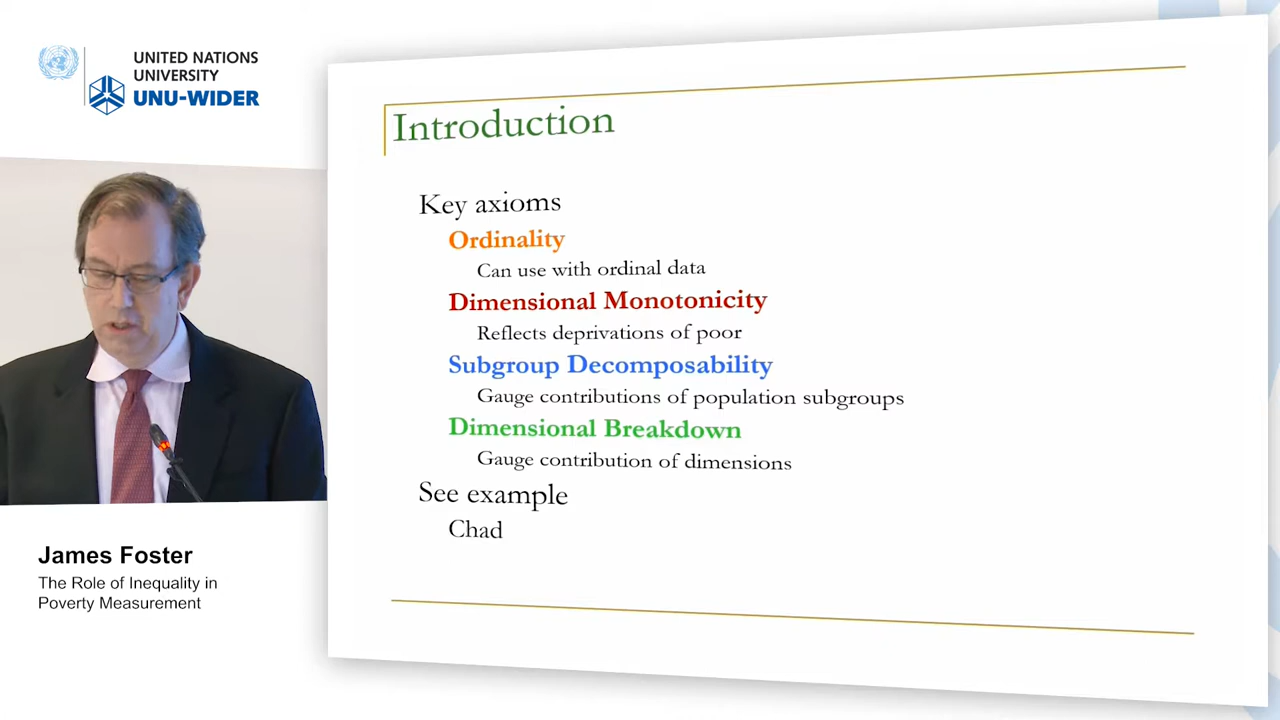 UNITED NATIONS
UNIVERSITY
UNU-WIDER
James Foster
The Role of Inequality in
Poverty Measurement
Introduction
Key axioms
Ordinality
Can use with ordinal data
Dimensional Monotonicity
Reflects deprivations of poor
Subgroup Decomposability
Gauge contributions of population subgroups
Dimensional Breakdown
Gauge contribution of dimensions
See example
Chad